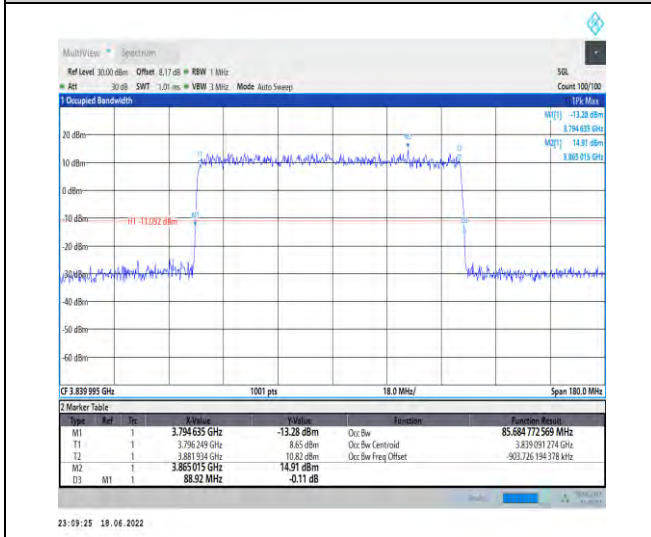 MultiView Spectrum
Ref Level 30.00 dBm Offset 8.17 dB RBW 1 MHz SGL
Att 30 dB SWT 1.01 ms VBW 3 MHz Mode Auto Sweep Count 100/100
1 Occupied Bandwidth 1Pk Max
M1[1] -13.28 dBm
3.794 635 GHz
M2[1] 14.91 dBm
3.865 015 GHz
20 dBm
10 dBm
0 dBm
-10 dBm
H1 -11.092 dBm
M1
-20 dBm
-30 dBm
-40 dBm
-50 dBm
-60 dBm
CF 3.839 995 GHz 1001 pts 18.0 MHz/ Span 180.0 MHz
2 Marker Table
Type Ref Trc X-Value Y-Value Function Function Result
M1 1 3.794 635 GHz -13.28 dBm Occ Bw 85.684 772 569 MHz
T1 1 3.796 249 GHz 8.65 dBm Occ Bw Centroid 3.839 091 274 GHz
T2 1 3.881 934 GHz 10.82 dBm Occ Bw Freq Offset -903.726 194 378 kHz
M2 1 3.865 015 GHz 14.91 dBm
D3 M1 1 88.92 MHz -0.11 dB
23:09:25 18.06.2022